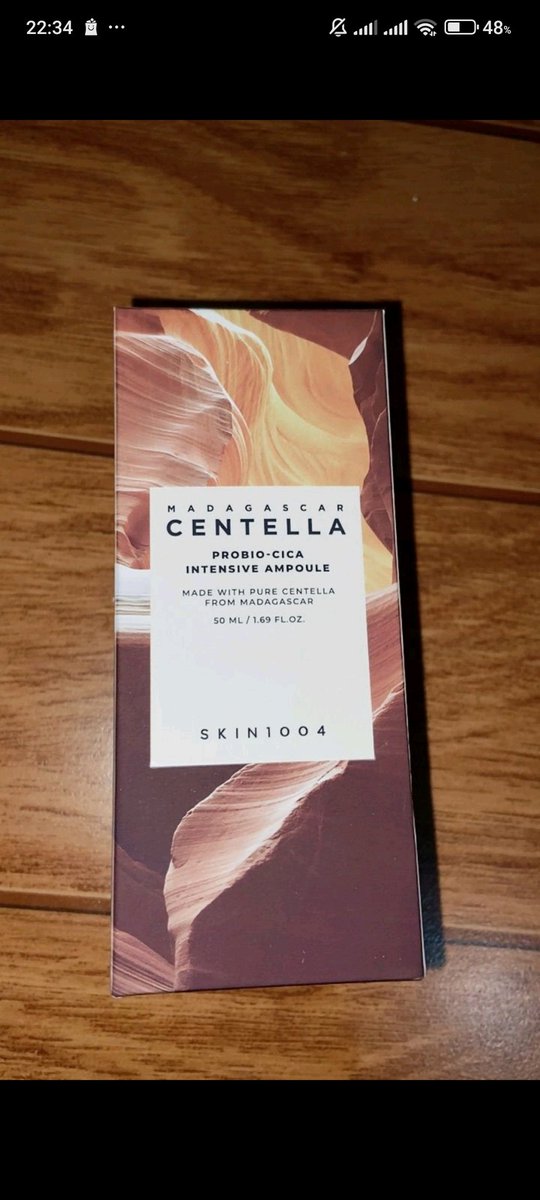 22:34 48%
MADAGASCAR
CENTELLA
PROBIO-CICA
INTENSIVE AMPOULE
MADE WITH PURE CENTELLA
FROM MADAGASCAR
50 ML / 1.69 FL.OZ.
SKIN1004